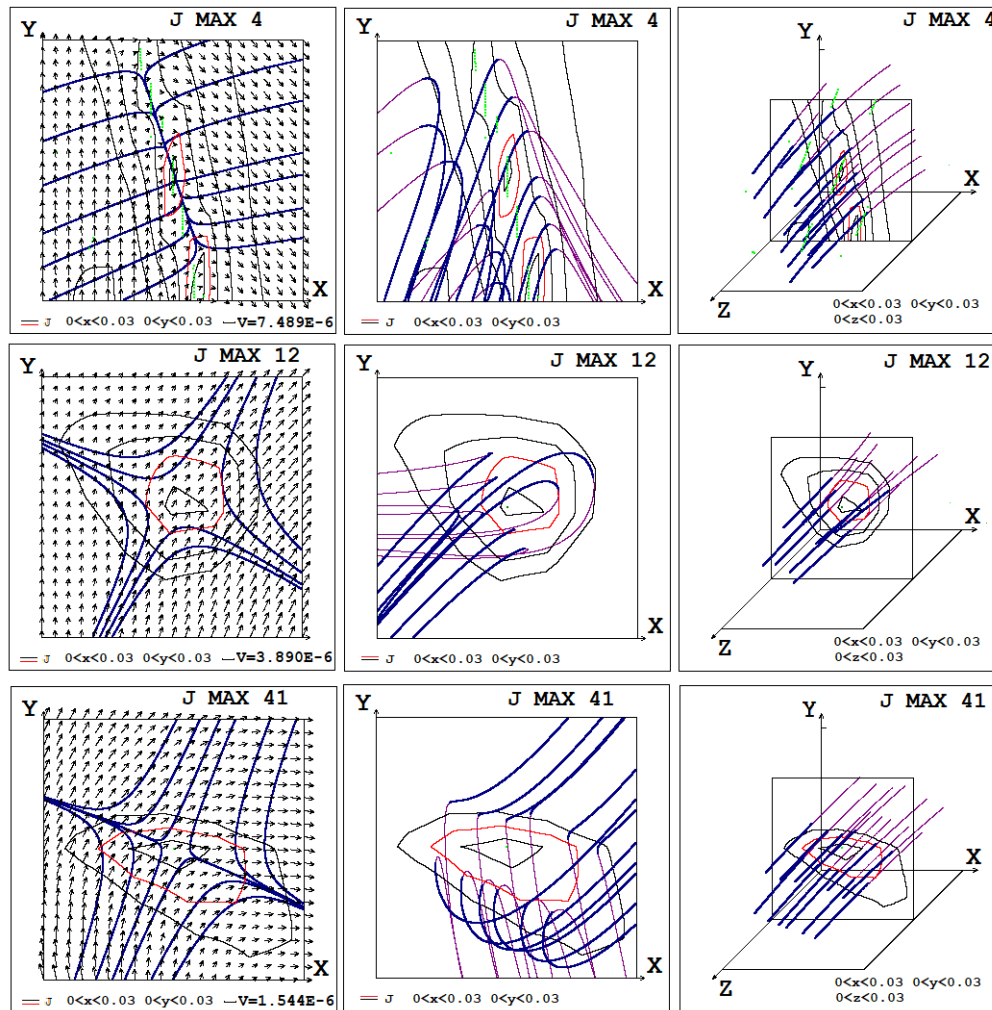 J MAX 4
Y
X
J 0<x<0.03 0<y<0.03 V=7.489E-6
J MAX 4
Y
X
J 0<x<0.03 0<y<0.03
J MAX 4
Y
X
Z
0<x<0.03 0<y<0.03
0<z<0.03
J MAX 12
Y
X
J 0<x<0.03 0<y<0.03 V=3.890E-6
J MAX 12
Y
X
J 0<x<0.03 0<y<0.03
J MAX 12
Y
X
Z
0<x<0.03 0<y<0.03
0<z<0.03
J MAX 41
Y
X
J 0<x<0.03 0<y<0.03 V=1.544E-6
J MAX 41
Y
X
J 0<x<0.03 0<y<0.03
J MAX 41
Y
X
Z
0<x<0.03 0<y<0.03
0<z<0.03